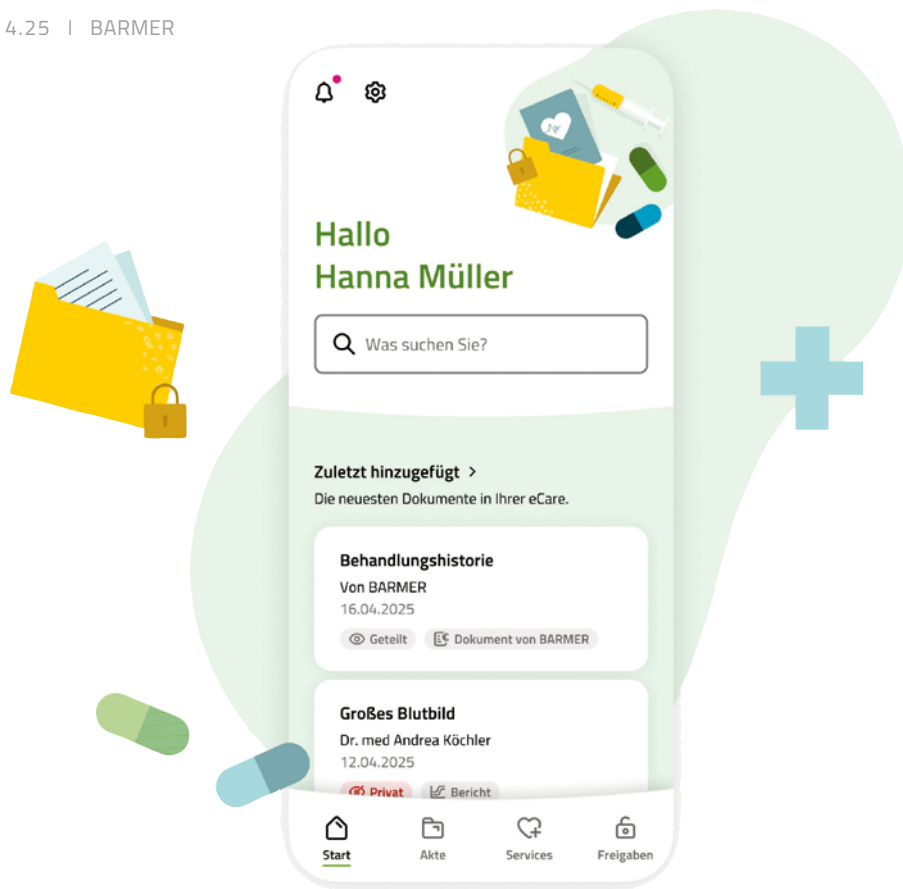 4.25 | BARMER
Hallo
Hanna Müller
Was suchen Sie?
Zuletzt hinzugefügt >
Die neuesten Dokumente in Ihrer eCare.
Behandlungshistorie
Von BARMER
16.04.2025
Geteilt Dokument von BARMER
Großes Blutbild
Dr. med Andrea Köchler
12.04.2025
Privat Bericht
Start Akte Services Freigaben